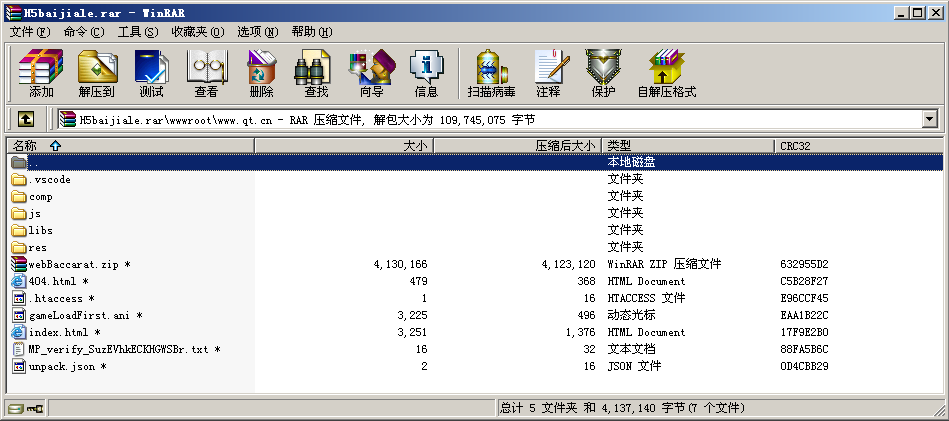 H5baijiale.rar - WinRAR
文件(F) 命令(C) 工具(S) 收藏夹(O) 选项(N) 帮助(H)
添加 解压到 测试 查看 删除 查找 向导 信息 扫描病毒 注释 保护 自解压格式
H5baijiale.rar\wwwroot\www.qt.cn - RAR 压缩文件, 解包大小为 109,745,075 字节
名称 大小 压缩后大小 类型 CRC32
.. 本地磁盘
.vscode 文件夹
comp 文件夹
js 文件夹
libs 文件夹
res 文件夹
webBaccarat.zip * 4,130,166 4,123,120 WinRAR ZIP 压缩文件 632955D2
404.html * 479 368 HTML Document C5B28F27
.htaccess * 1 16 HTACCESS 文件 E96CCF45
gameLoadFirst.ani * 3,225 496 动态光标 EAA1B22C
index.html * 3,251 1,376 HTML Document 17F9E2B0
MP_verify_SuzEVhkECKHGWSBr.txt * 16 32 文本文档 88FA5B6C
unpack.json * 2 16 JSON 文件 0D4CBB29
总计 5 文件夹 和 4,137,140 字节(7 个文件)